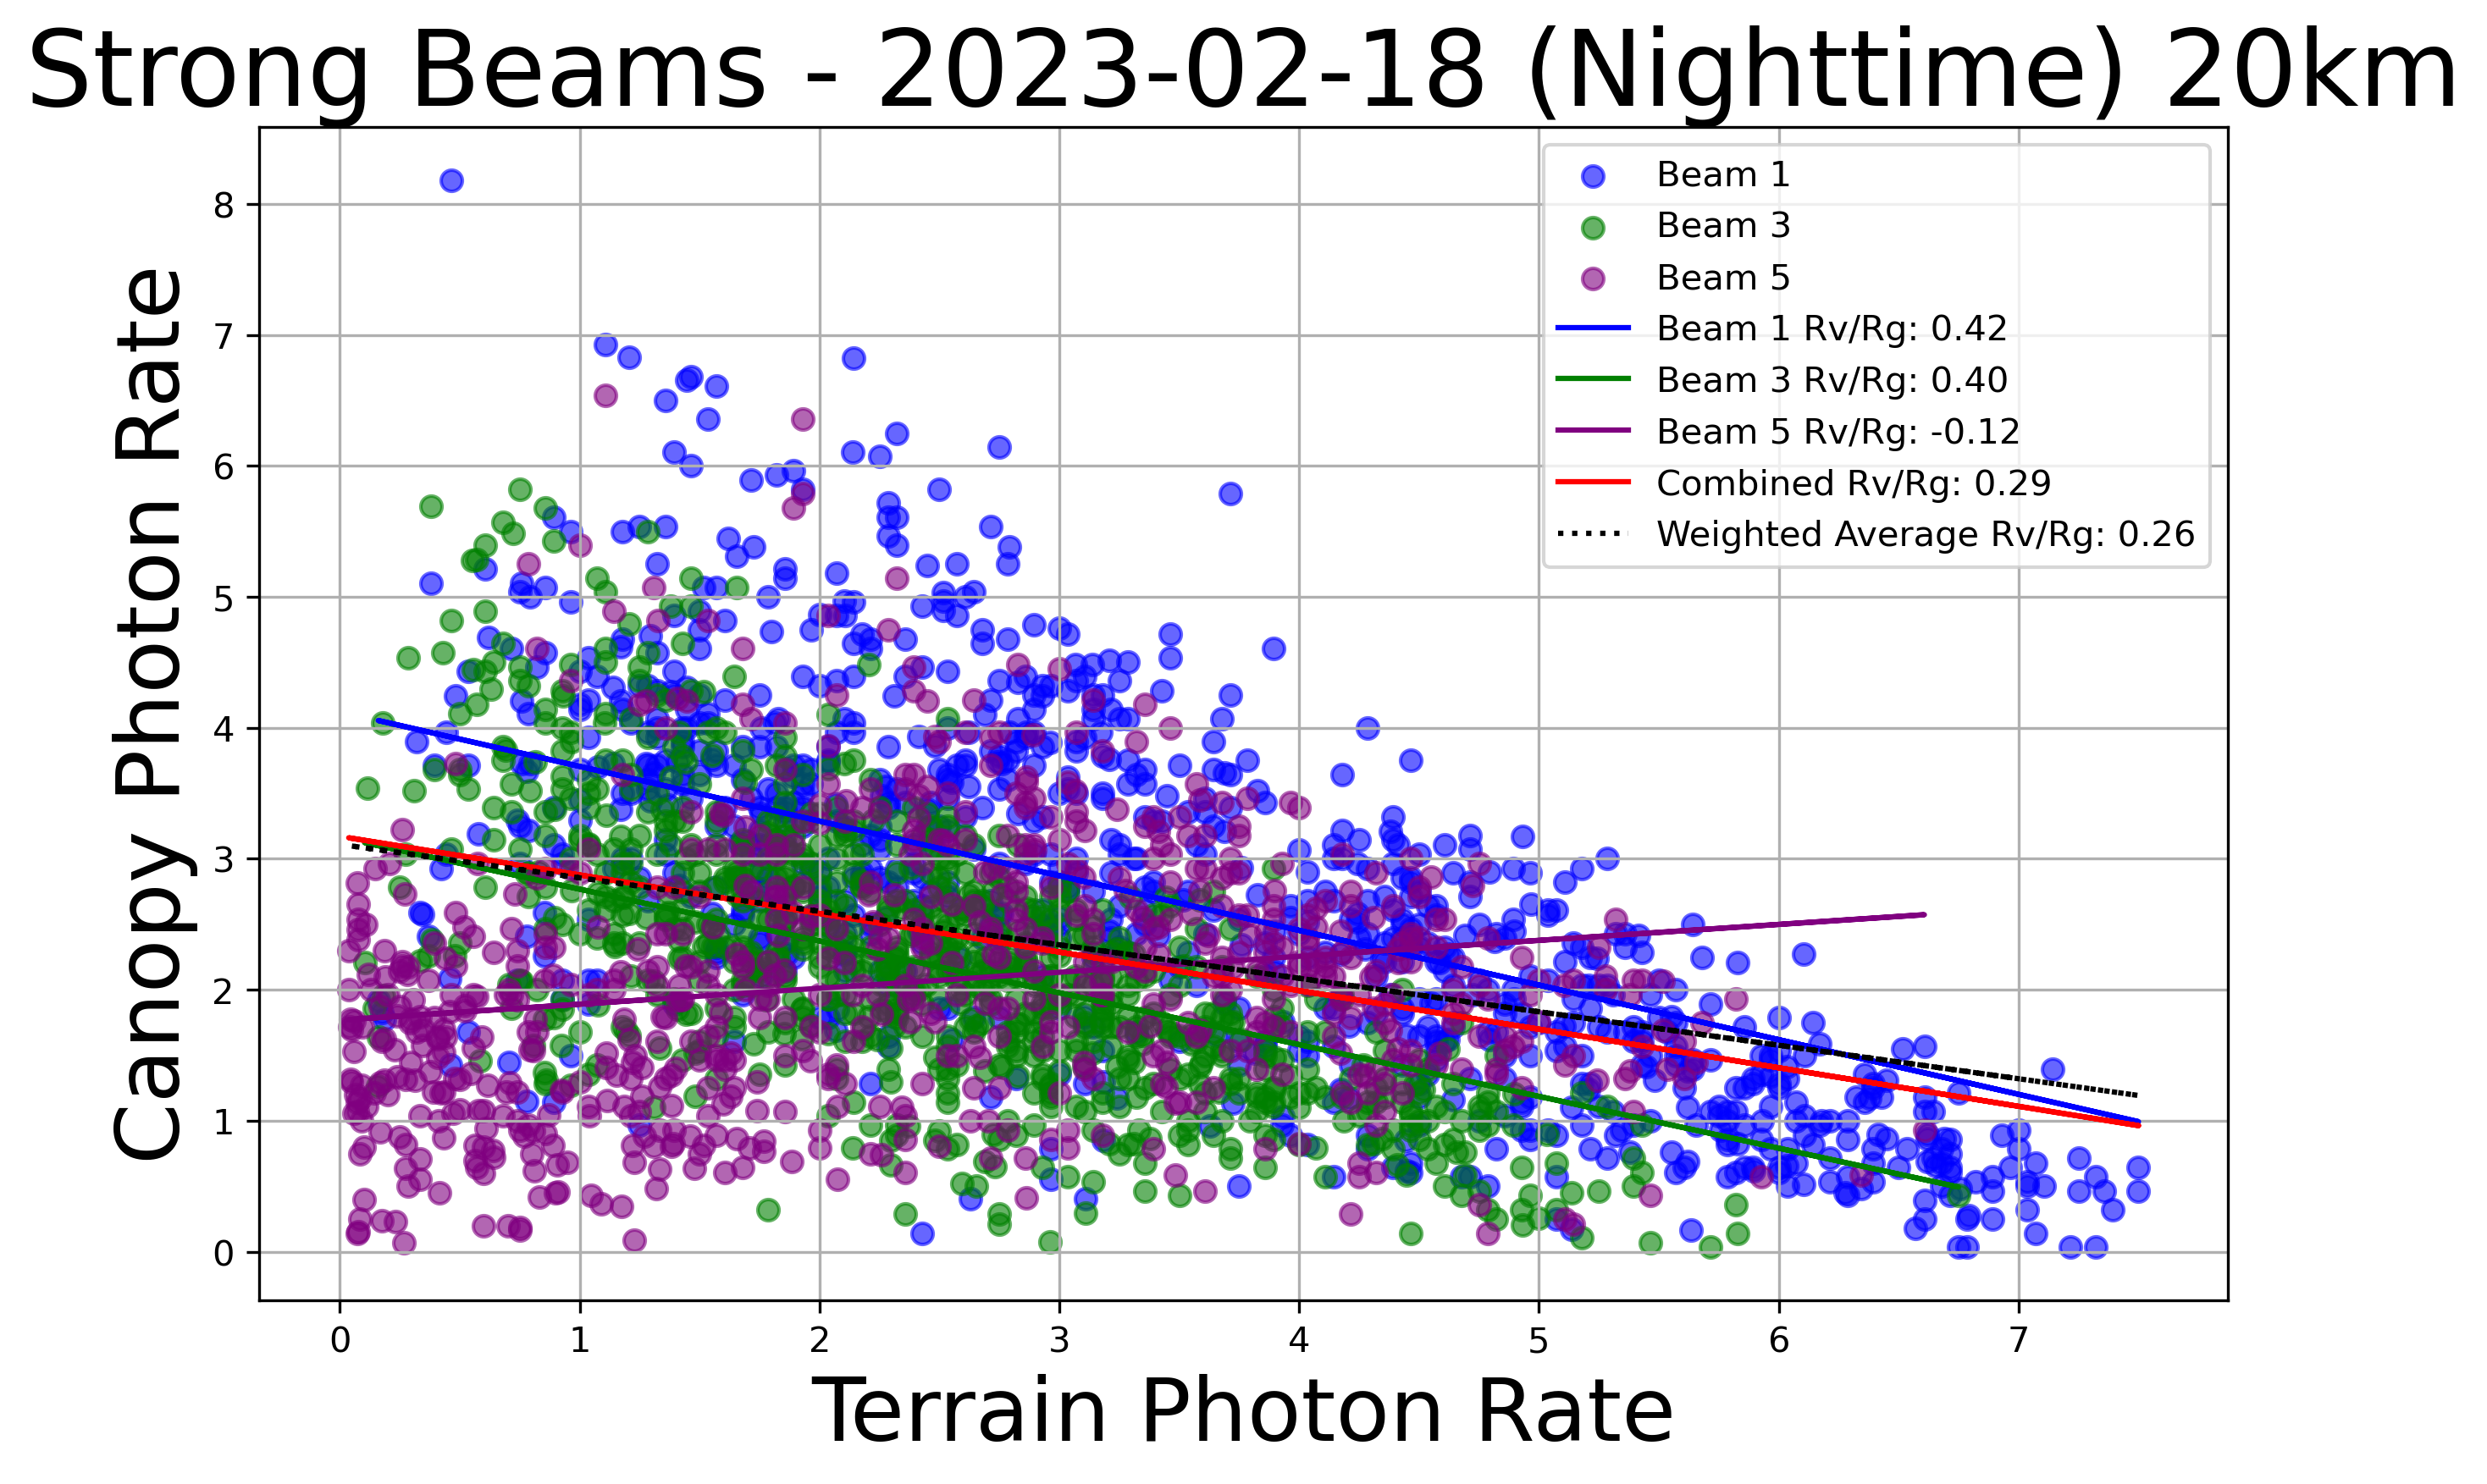 Strong Beams - 2023-02-18 (Nighttime) 20km
Canopy Photon Rate
8
7
6
5
4
3
2
1
0
Beam 1
Beam 3
Beam 5
Beam 1 Rv/Rg: 0.42
Beam 3 Rv/Rg: 0.40
Beam 5 Rv/Rg: -0.12
Combined Rv/Rg: 0.29
Weighted Average Rv/Rg: 0.26
0 1 2 3 4 5 6 7
Terrain Photon Rate